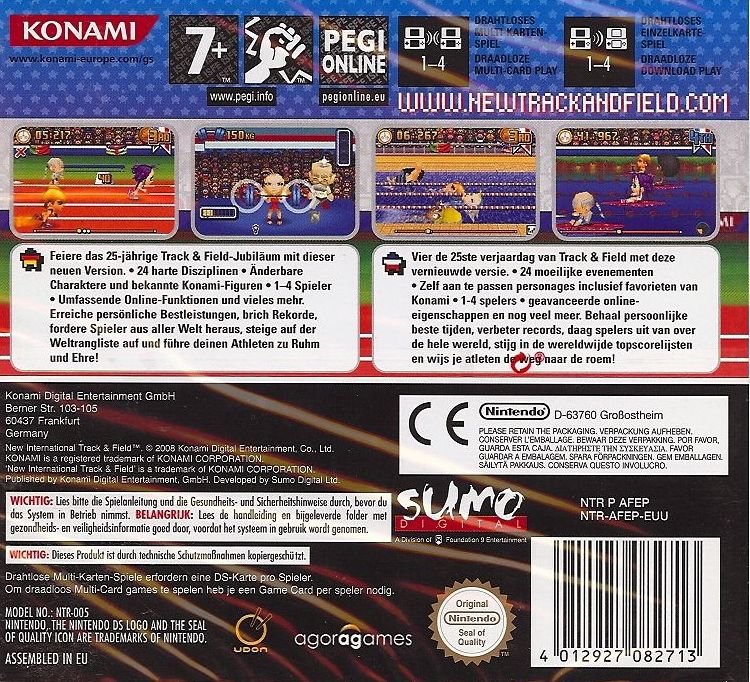 KONAMI
www.konami-europe.com/gs
7+
TM
www.pegi.info
TM
PEGI
ONLINE
pegionline.eu
DRAHTLOSES
MULTI KARTEN-
SPIEL
DRAADLOZE
MULTI-CARD PLAY
1–4
DRAHTLOSES
EINZELKARTE-
SPIEL
DRAADLOZE
DOWNLOAD PLAY
1–4
WWW.NEWTRACKANDFIELD.COM
05:217
3RD
150KG
06:267
3RD
41:967
4TH
Feiere das 25-jährige Track & Field-Jubiläum mit dieser
neuen Version. • 24 harte Disziplinen • Änderbare
Charaktere und bekannte Konami-Figuren • 1–4 Spieler
• Umfassende Online-Funktionen und vieles mehr.
Erreiche persönliche Bestleistungen, brich Rekorde,
fordere Spieler aus aller Welt heraus, steige auf der
Weltrangliste auf und führe deinen Athleten zu Ruhm
und Ehre!
Vier de 25ste verjaardag van Track & Field met deze
vernieuwde versie. • 24 moeilijke evenementen
• Zelf aan te passen personages inclusief favorieten van
Konami • 1-4 spelers • geavanceerde online-
eigenschappen en nog veel meer. Behaal persoonlijke
beste tijden, verbeter records, daag spelers uit van over
de hele wereld, stijg in de wereldwijde topscorelijsten
en wijs je atleten de weg naar de roem!
Konami Digital Entertainment GmbH
Berner Str. 103-105
60437 Frankfurt
Germany
New International Track & Field™. © 2008 Konami Digital Entertainment, Co., Ltd.
KONAMI is a registered trademark of KONAMI CORPORATION.
'New International Track & Field' is a trademark of KONAMI CORPORATION.
Published by Konami Digital Entertainment, GmbH. Developed by Sumo Digital Ltd.
WICHTIG: Lies bitte die Spielanleitung und die Gesundheits- und Sicherheitshinweise durch, bevor du
das System in Betrieb nimmst. BELANGRIJK: Lees de handleiding en bijgeleverde folder met
gezondheids- en veiligheidsinformatie goed door, voordat het systeem in gebruik wordt genomen.
WICHTIG: Dieses Produkt ist durch technische Schutzmaßnahmen kopiergeschützt.
Drahtlose Multi-Karten-Spiele erfordern eine DS-Karte pro Spieler.
Om draadloos Multi-Card games te spelen heb je een Game Card per speler nodig.
MODEL NO.: NTR-005
NINTENDO, THE NINTENDO DS LOGO AND THE SEAL
OF QUALITY ICON ARE TRADEMARKS OF NINTENDO.
ASSEMBLED IN EU
UDON
agoragames
CE
Nintendo® D-63760 Großostheim
PLEASE RETAIN THE PACKAGING. VERPACKUNG AUFHEBEN.
CONSERVER L'EMBALLAGE. BEWAAR DEZE VERPAKKING. POR FAVOR,
GUARDA ESTA CAJA. ΔΙΑΤΗΡΗΣΤΕ ΤΗΝ ΣΥΣΚΕΥΑΣΙΑ. FAVOR
GUARDAR A EMBALAGEM. SPARA FÖRPACKNINGEN. GEM EMBALLAGEN.
SÄILYTÄ PAKKAUS. CONSERVA QUESTO INVOLUCRO.
sumo
DIGITAL
A Division of Foundation 9 Entertainment
NTR P AFEP
NTR-AFEP-EUU
Original
Nintendo
Seal of
Quality
TM
4 012927 082713